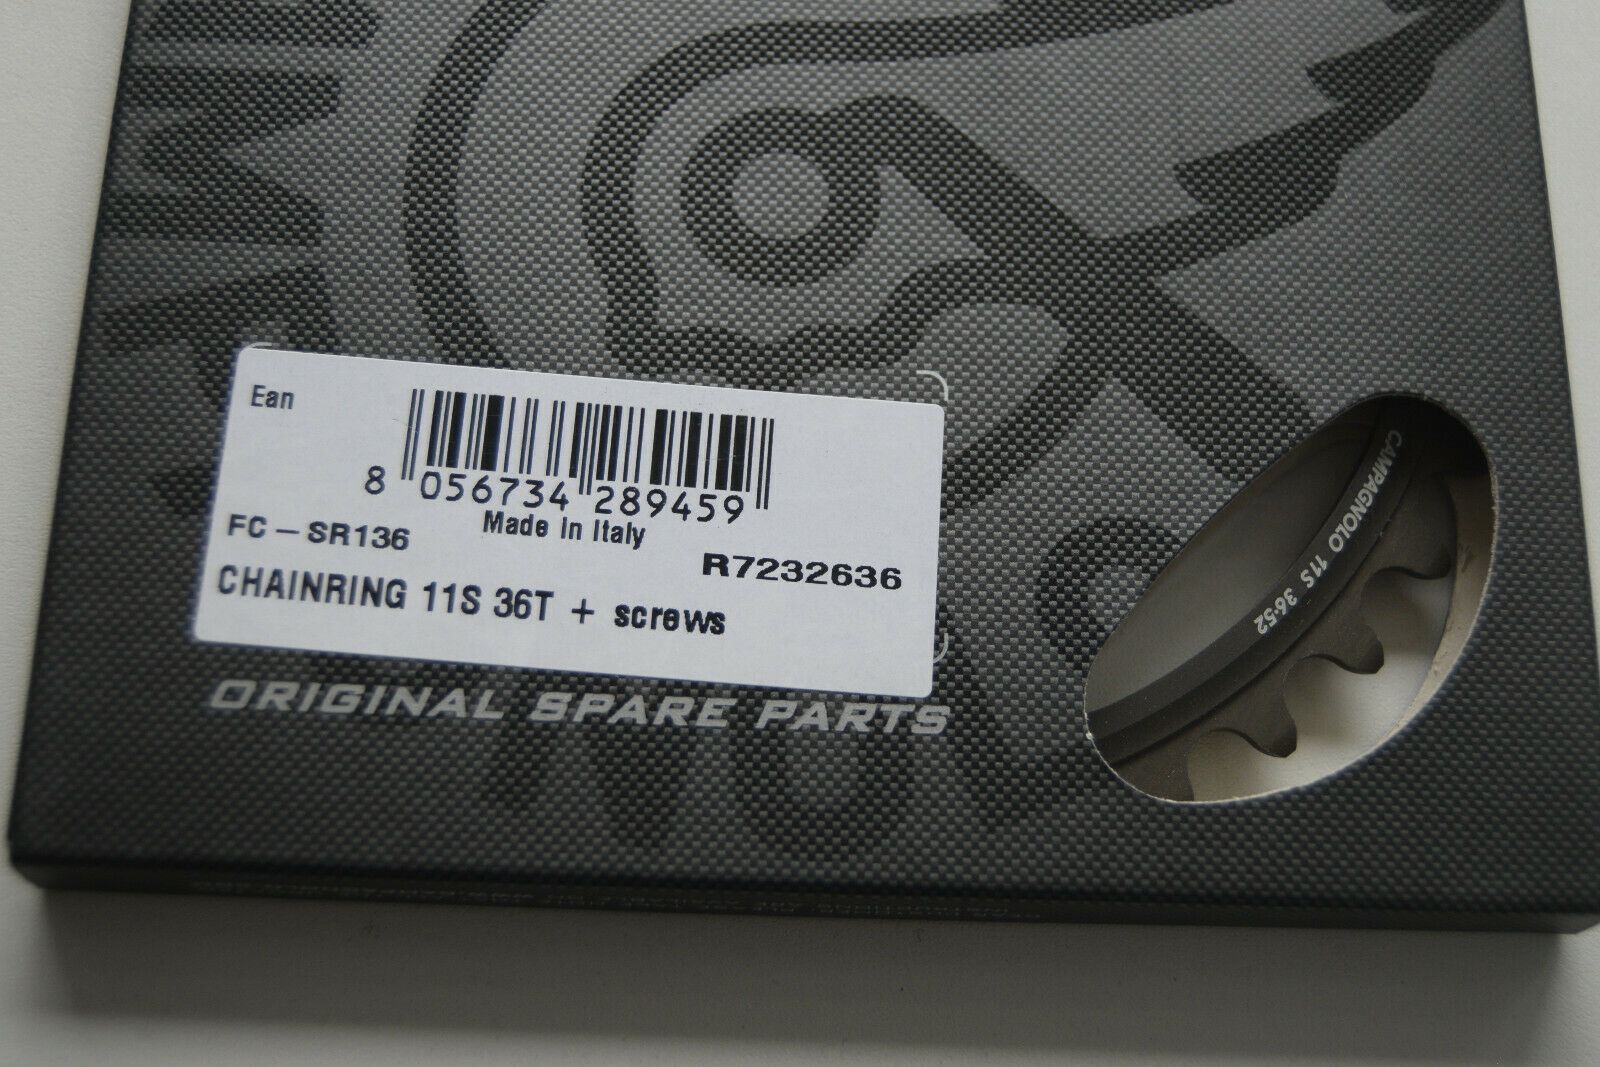 Ean
8 056734 289459
Made in Italy
FC - SR136
R7232636
CHAINRING 11S 36T + screws
ORIGINAL SPARE PARTS
CAMPAGNOLO 11S 36-52